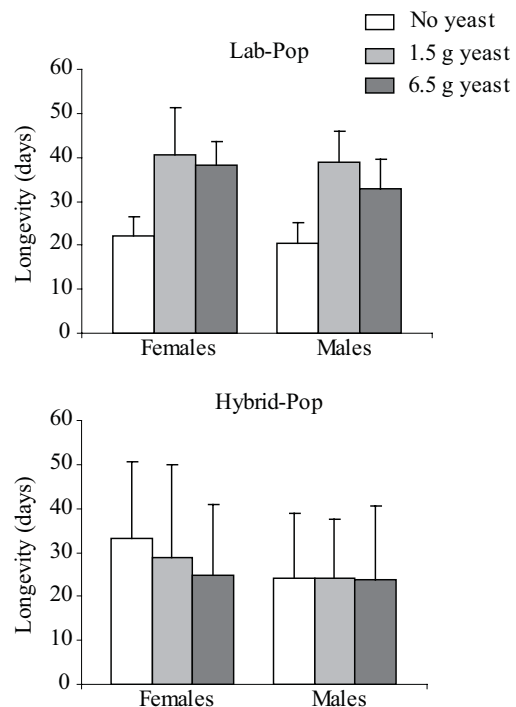 No yeast
1.5 g yeast
6.5 g yeast
Lab-Pop
Longevity (days)
60
50
40
30
20
10
0
Females Males
Hybrid-Pop
Longevity (days)
60
50
40
30
20
10
0
Females Males